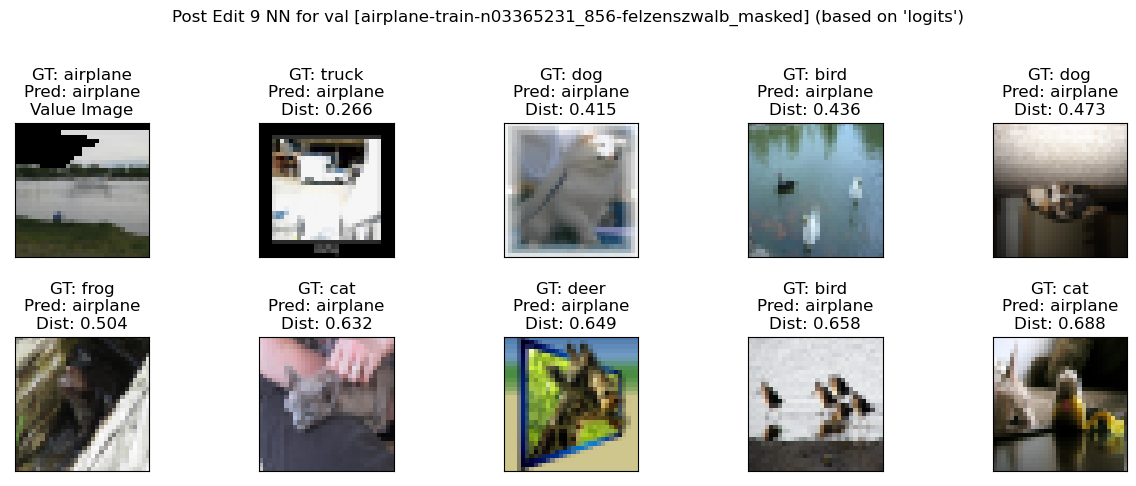 Post Edit 9 NN for val [airplane-train-n03365231_856-felzenszwalb_masked] (based on 'logits')
GT: airplane
Pred: airplane
Value Image
GT: truck
Pred: airplane
Dist: 0.266
GT: dog
Pred: airplane
Dist: 0.415
GT: bird
Pred: airplane
Dist: 0.436
GT: dog
Pred: airplane
Dist: 0.473
GT: frog
Pred: airplane
Dist: 0.504
GT: cat
Pred: airplane
Dist: 0.632
GT: deer
Pred: airplane
Dist: 0.649
GT: bird
Pred: airplane
Dist: 0.658
GT: cat
Pred: airplane
Dist: 0.688